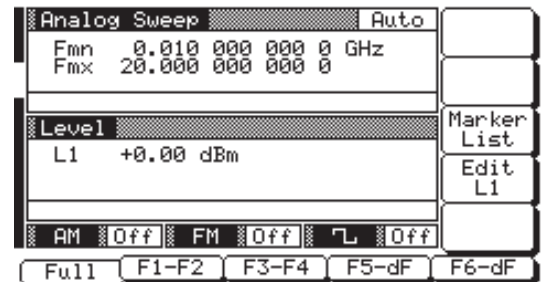 Analog Sweep Auto
Fmn 0.010 000 000 0 GHz
Fmx 20.000 000 000 0
Level
L1 +0.00 dBm
Marker
List
Edit
L1
AM Off FM Off Off
Full F1-F2 F3-F4 F5-dF F6-dF